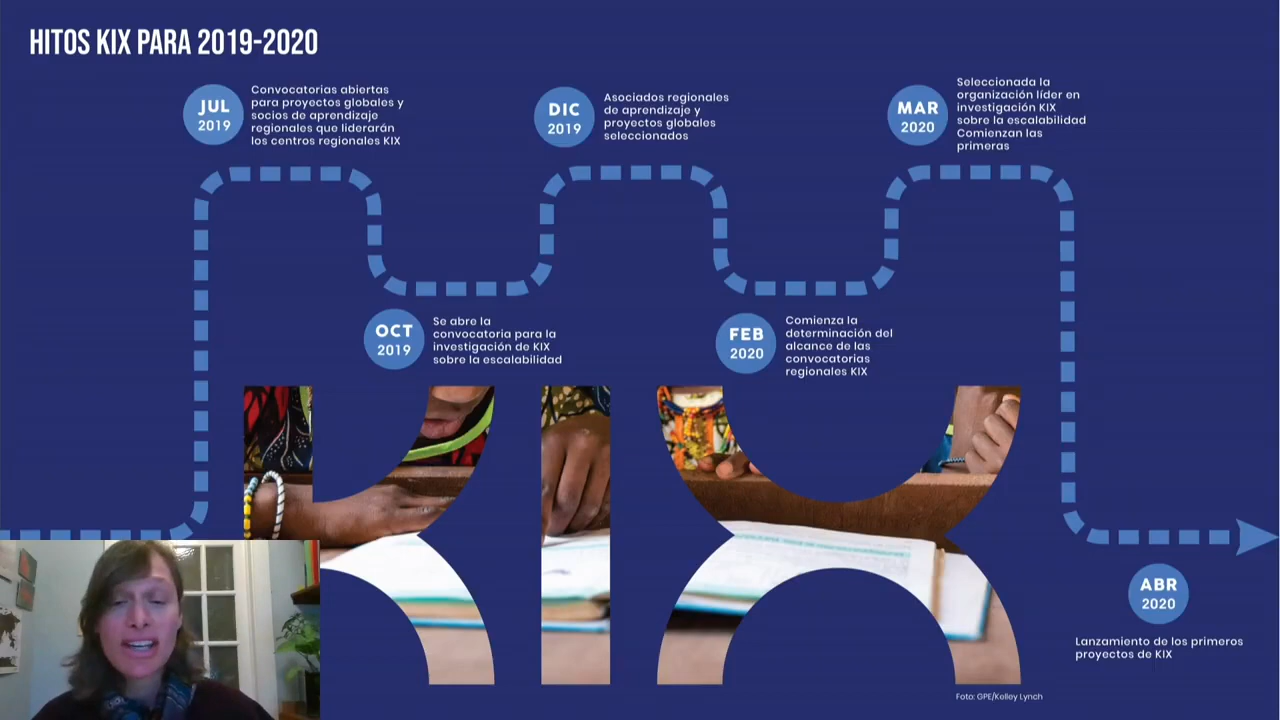 HITOS KIX PARA 2019-2020
JUL
2019
Convocatorias abiertas
para proyectos globales y
socios de aprendizaje
regionales que liderarán
los centros regionales KIX
OCT
2019
Se abre la
convocatoria para la
investigación de KIX
sobre la escalabilidad
DIC
2019
Asociados regionales
de aprendizaje y
proyectos globales
seleccionados
FEB
2020
Comienza la
determinación del
alcance de las
convocatorias
regionales KIX
MAR
2020
Seleccionada la
organización líder en
investigación KIX
sobre la escalabilidad
Comienzan las
primeras
ABR
2020
Lanzamiento de los primeros
proyectos de KIX
KIX
Foto: GPE/Kelley Lynch